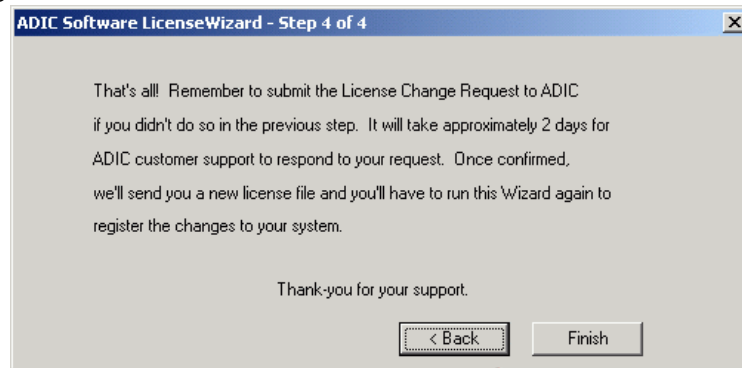 ADIC Software LicenseWizard - Step 4 of 4
That's all! Remember to submit the License Change Request to ADIC
if you didn't do so in the previous step. It will take approximately 2 days for
ADIC customer support to respond to your request. Once confirmed,
we'll send you a new license file and you'll have to run this Wizard again to
register the changes to your system.
Thank-you for your support.
< Back Finish